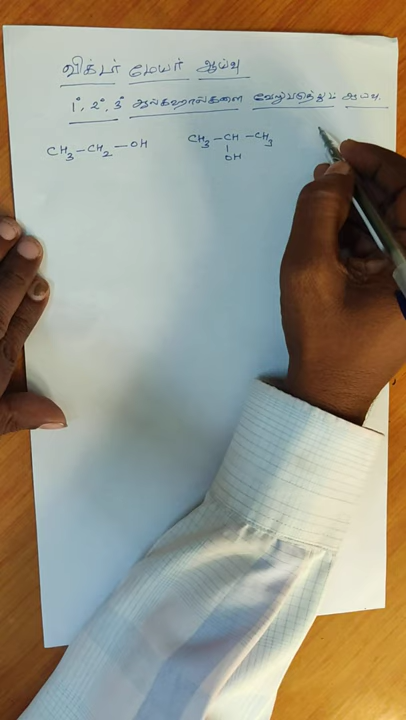 விக்டர் மேயர் ஆய்வு
1°, 2°, 3° ஆல்கஹால்களை வேறுபடுத்தும் ஆய்வு.
CH₃–CH₂–OH CH₃–CH–CH₃
|
OH